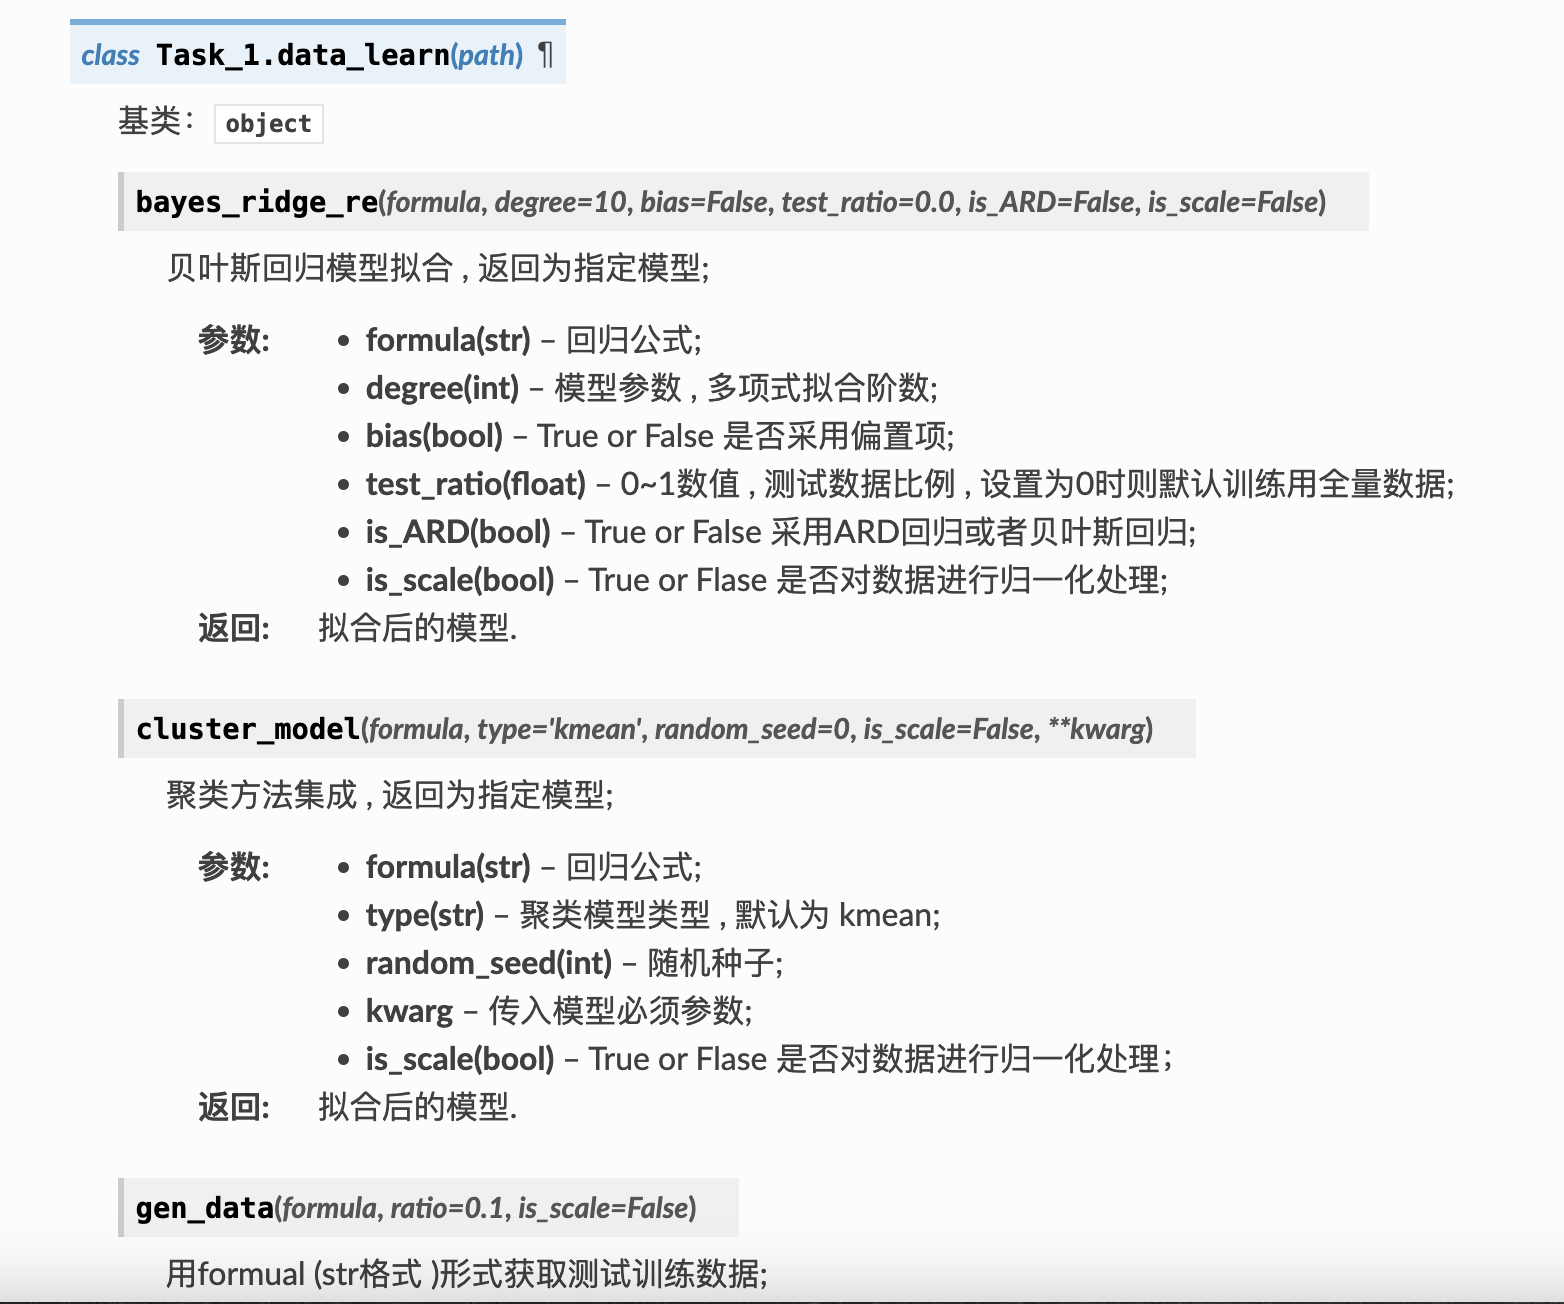 class Task_1.data_learn(path) ¶
基类： object
bayes_ridge_re(formula, degree=10, bias=False, test_ratio=0.0, is_ARD=False, is_scale=False)
贝叶斯回归模型拟合 , 返回为指定模型;
参数: • formula(str) – 回归公式;
• degree(int) – 模型参数 , 多项式拟合阶数;
• bias(bool) – True or False 是否采用偏置项;
• test_ratio(float) – 0~1数值 , 测试数据比例 , 设置为0时则默认训练用全量数据;
• is_ARD(bool) – True or False 采用ARD回归或者贝叶斯回归;
• is_scale(bool) – True or Flase 是否对数据进行归一化处理;
返回: 拟合后的模型.
cluster_model(formula, type='kmean', random_seed=0, is_scale=False, **kwarg)
聚类方法集成 , 返回为指定模型;
参数: • formula(str) – 回归公式;
• type(str) – 聚类模型类型 , 默认为 kmean;
• random_seed(int) – 随机种子;
• kwarg – 传入模型必须参数;
• is_scale(bool) – True or Flase 是否对数据进行归一化处理；
返回: 拟合后的模型.
gen_data(formula, ratio=0.1, is_scale=False)
用formual (str格式 )形式获取测试训练数据;